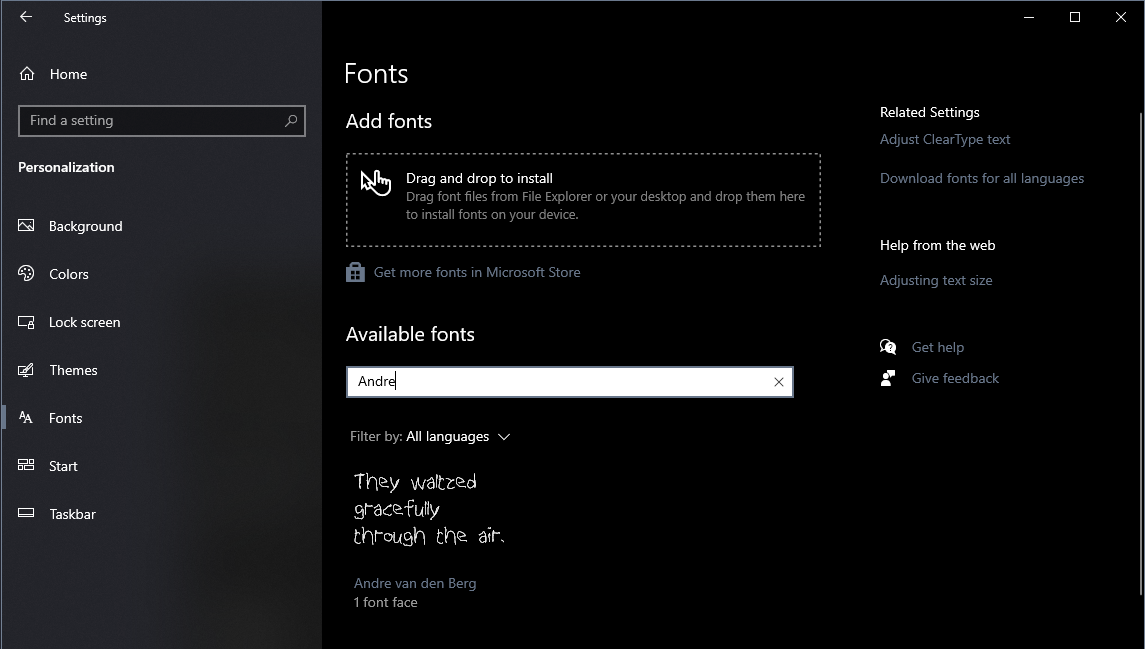 Settings
Home
Find a setting
Personalization
Background
Colors
Lock screen
Themes
Fonts
Start
Taskbar
Fonts
Add fonts
Drag and drop to install
Drag font files from File Explorer or your desktop and drop them here
to install fonts on your device.
Get more fonts in Microsoft Store
Available fonts
Andre
Filter by: All languages
They waltzed
gracefully
through the air.
Andre van den Berg
1 font face
Related Settings
Adjust ClearType text
Download fonts for all languages
Help from the web
Adjusting text size
Get help
Give feedback